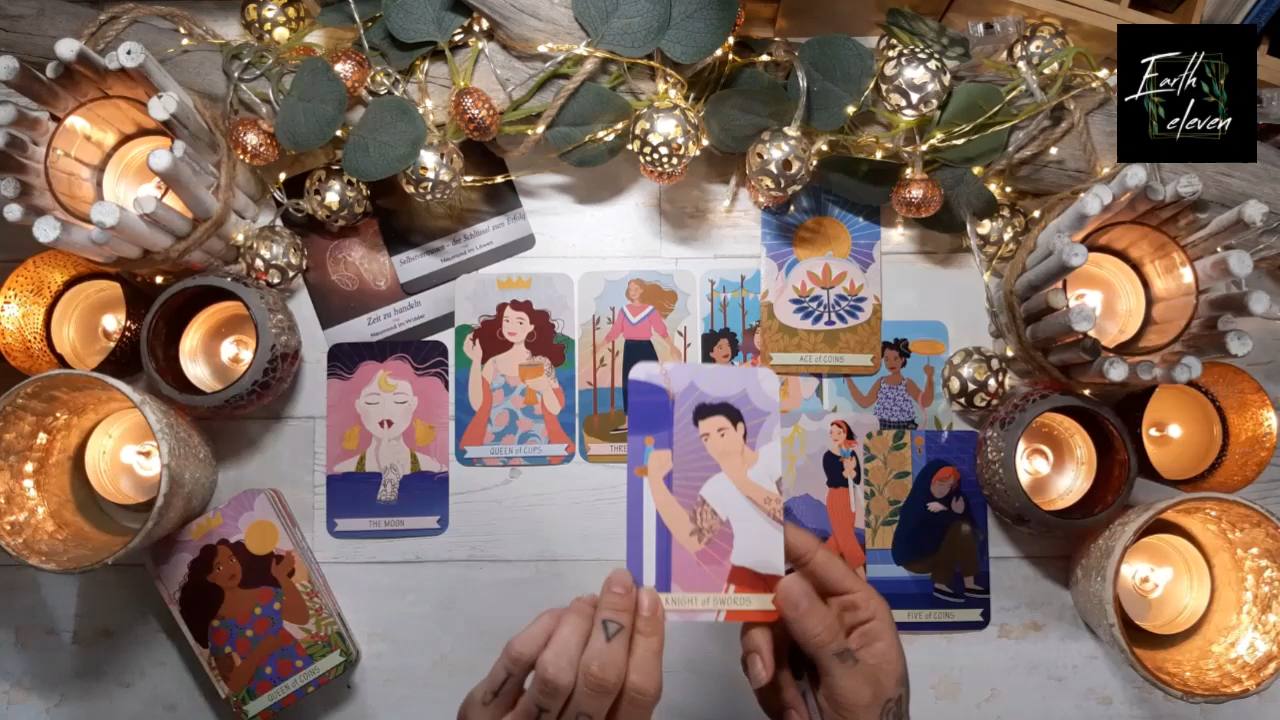 Earth
eleven
Selbstvertrauen - der Schlüssel zum Erfolg
Neumond im Löwen
Zeit zu handeln
Neumond im Widder
ACE of COINS
QUEEN of CUPS
THREE
THE MOON
KNIGHT of SWORDS
FIVE of COINS
QUEEN of COINS